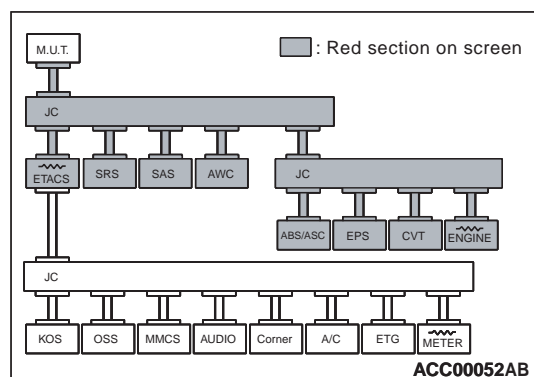 M.U.T.
: Red section on screen
JC
ETACS
SRS
SAS
AWC
JC
ABS/ASC
EPS
CVT
ENGINE
JC
KOS
OSS
MMCS
AUDIO
Corner
A/C
ETG
METER
ACC00052AB